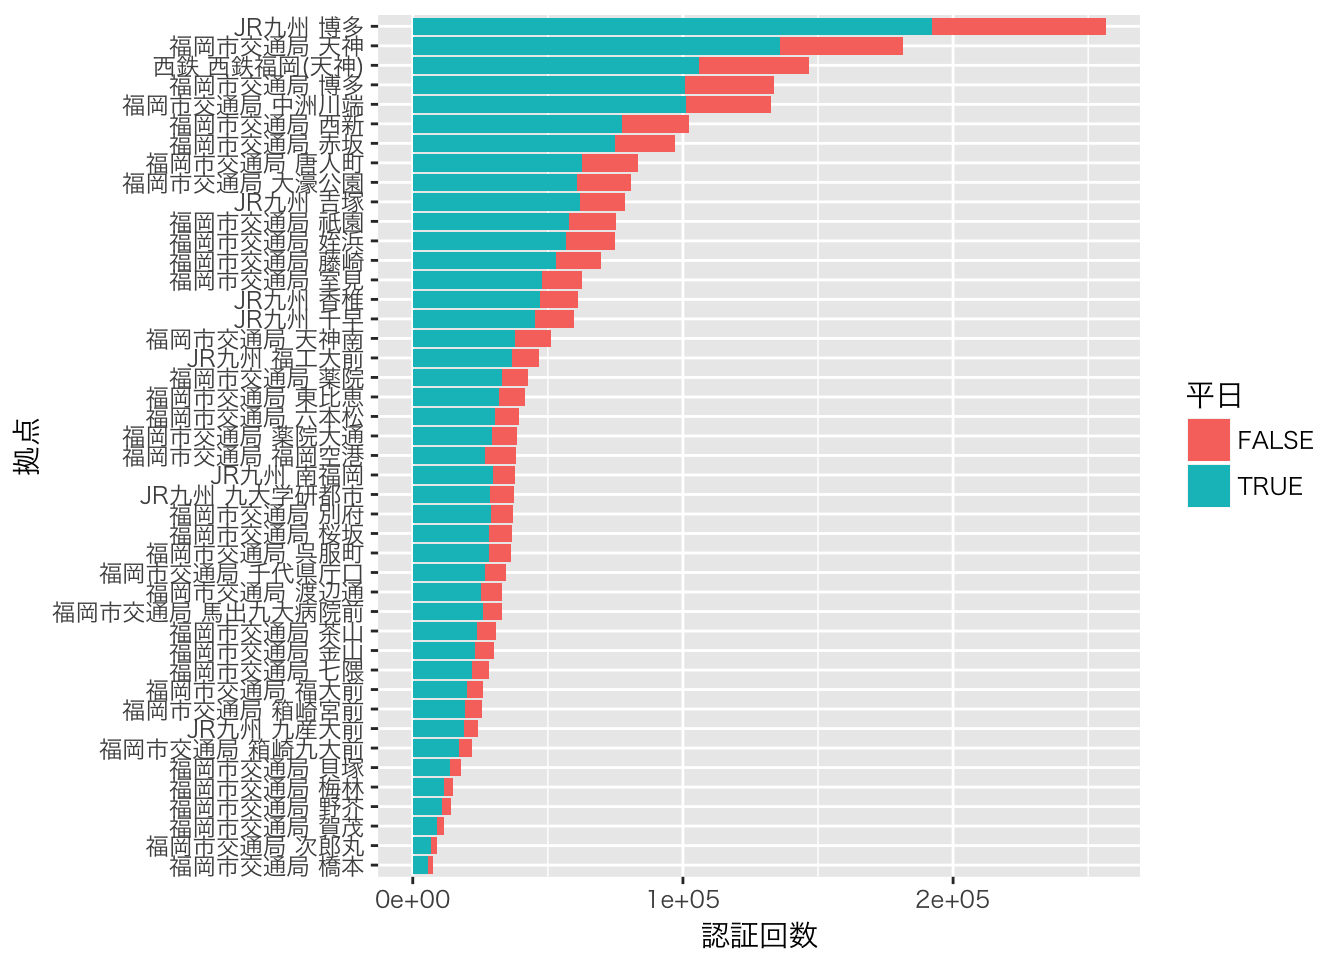 JR九州 博多
福岡市交通局 天神
西鉄 西鉄福岡(天神)
福岡市交通局 博多
福岡市交通局 中洲川端
福岡市交通局 西新
福岡市交通局 赤坂
福岡市交通局 唐人町
福岡市交通局 大濠公園
JR九州 吉塚
福岡市交通局 祇園
福岡市交通局 姪浜
福岡市交通局 藤崎
福岡市交通局 室見
JR九州 香椎
JR九州 千早
福岡市交通局 天神南
JR九州 福工大前
福岡市交通局 薬院
福岡市交通局 東比恵
福岡市交通局 六本松
福岡市交通局 薬院大通
福岡市交通局 福岡空港
JR九州 南福岡
JR九州 九大学研都市
福岡市交通局 別府
福岡市交通局 桜坂
福岡市交通局 呉服町
福岡市交通局 千代県庁口
福岡市交通局 渡辺通
福岡市交通局 馬出九大病院前
福岡市交通局 茶山
福岡市交通局 金山
福岡市交通局 七隈
福岡市交通局 福大前
福岡市交通局 箱崎宮前
JR九州 九産大前
福岡市交通局 箱崎九大前
福岡市交通局 貝塚
福岡市交通局 梅林
福岡市交通局 野芥
福岡市交通局 賀茂
福岡市交通局 次郎丸
福岡市交通局 橋本
拠点
0e+00 1e+05 2e+05
認証回数
平日
FALSE
TRUE